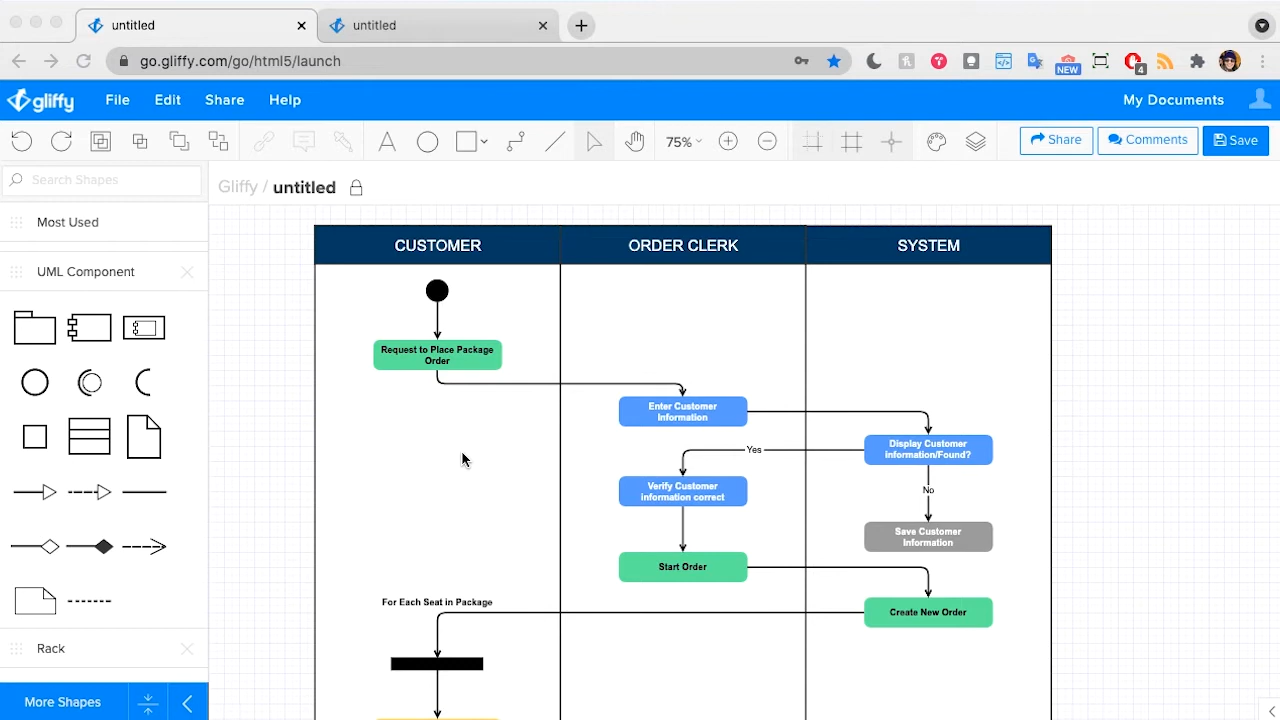 untitled
untitled
go.gliffy.com/go/html5/launch
NEW
4
gliffy
File
Edit
Share
Help
My Documents
A
75%
Share
Comments
Save
Search Shapes
Gliffy / untitled
Most Used
UML Component
Rack
More Shapes
CUSTOMER
ORDER CLERK
SYSTEM
Request to Place Package
Order
Enter Customer
Information
Display Customer
information/Found?
Yes
No
Verify Customer
information correct
Save Customer
Information
Start Order
For Each Seat in Package
Create New Order